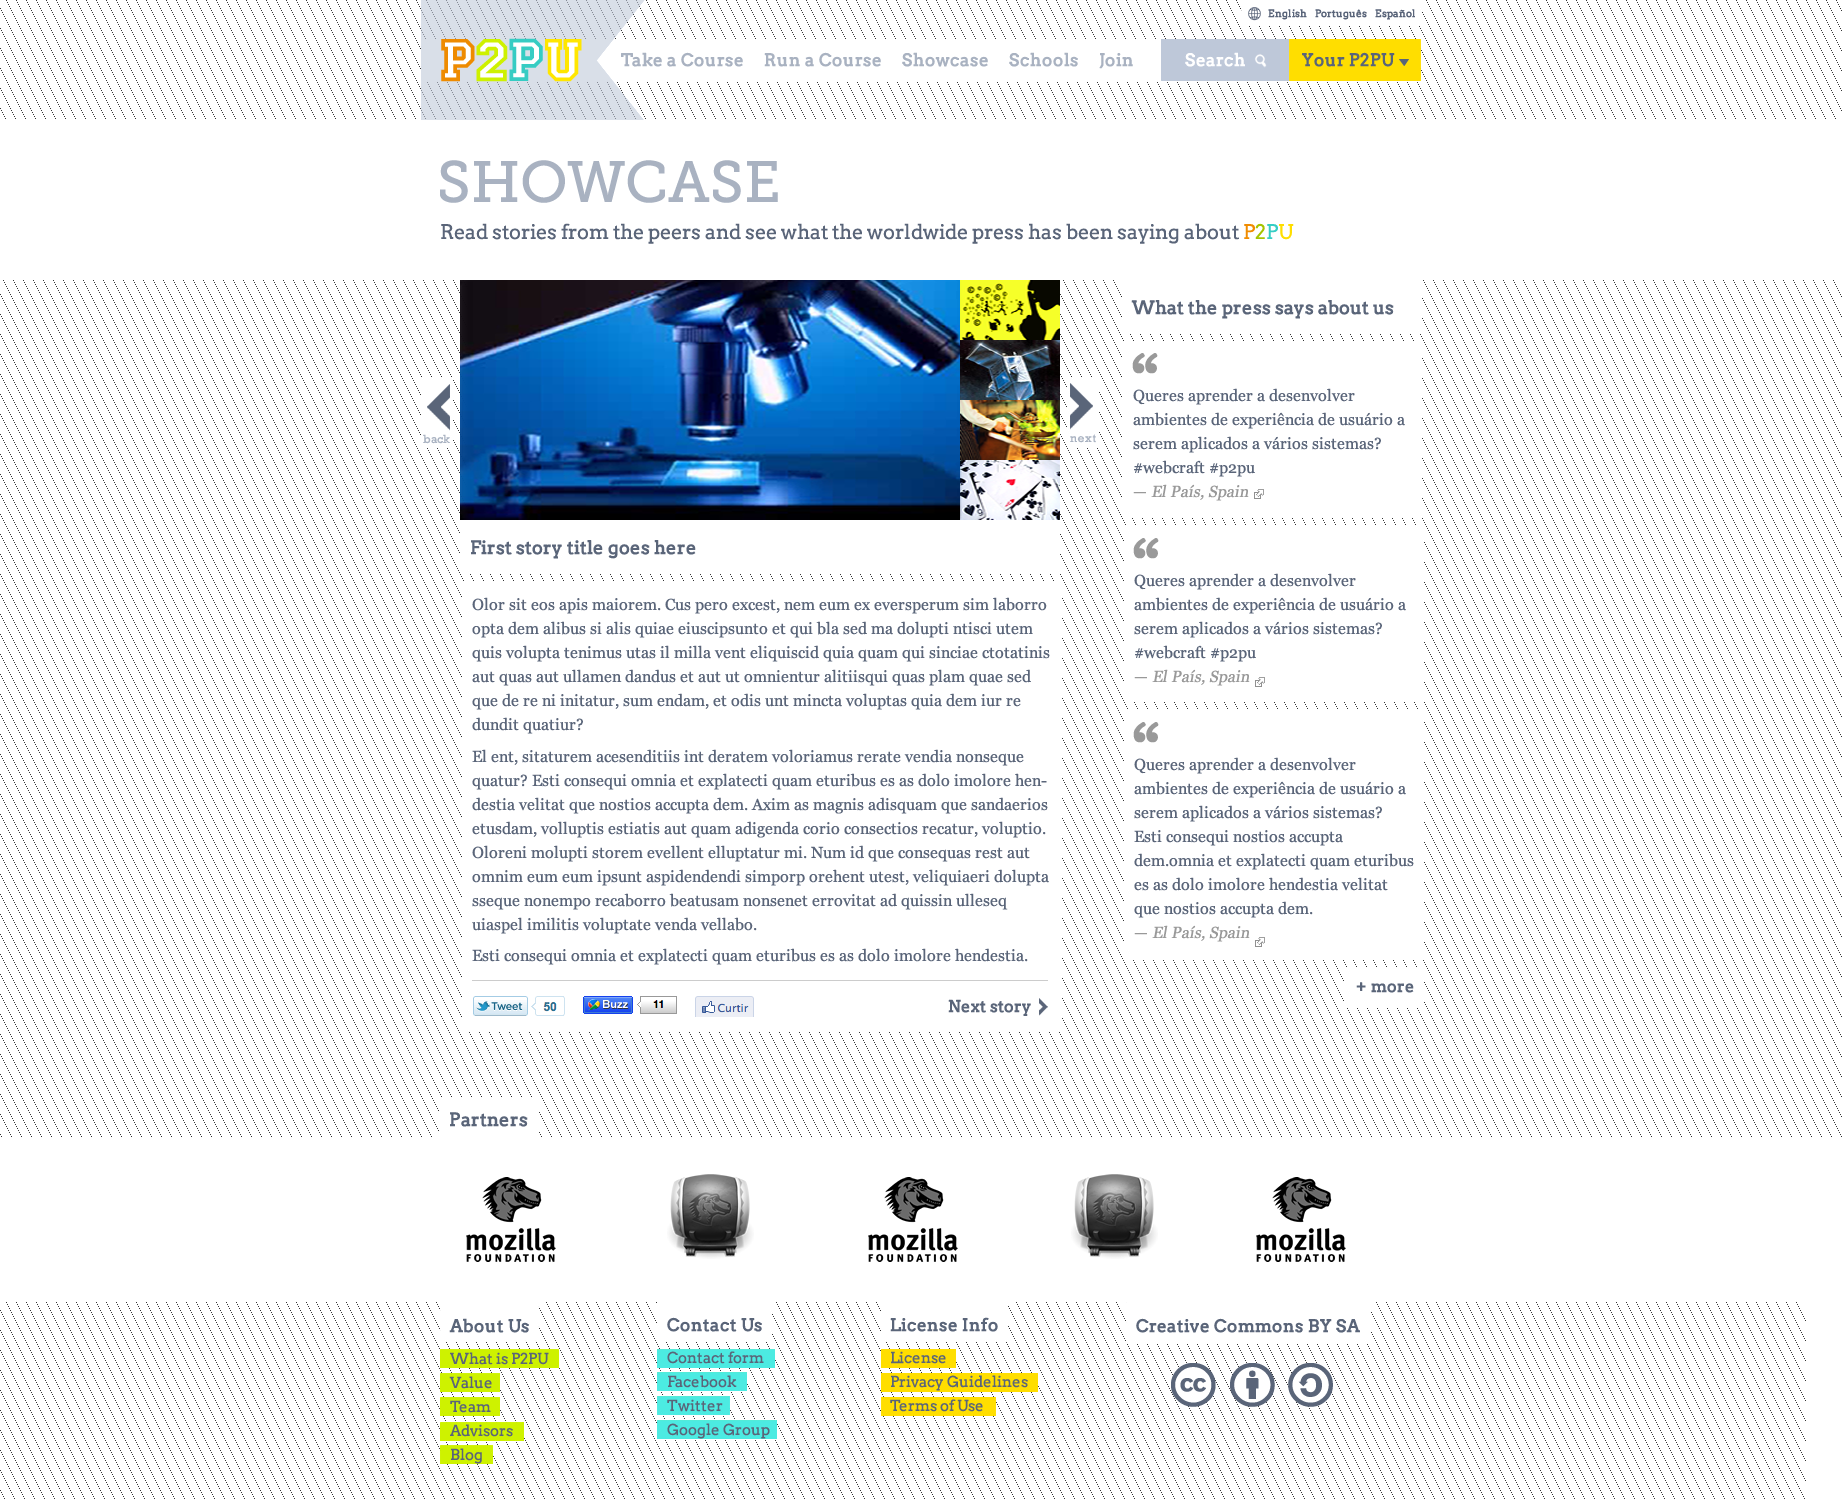 English Português Español
P2PU
Take a Course Run a Course Showcase Schools Join Search Your P2PU
SHOWCASE
Read stories from the peers and see what the worldwide press has been saying about P2PU
back
next
First story title goes here
Olor sit eos apis maiorem. Cus pero excest, nem eum ex eversperum sim laborro
opta dem alibus si alis quiae eiuscipsunto et qui bla sed ma dolupti ntisci utem
quis volupta tenimus utas il milla vent eliquiscid quia quam qui sinciae ctotatinis
aut quas aut ullamen dandus et aut ut omnientur alitiisqui quas plam quae sed
que de re ni initatur, sum endam, et odis unt mincta voluptas quia dem iur re
dundit quatiur?
El ent, sitaturem acesenditiis int deratem voloriamus rerate vendia nonseque
quatur? Esti consequi omnia et explatecti quam eturibus es as dolo imolore hen-
destia velitat que nostios accupta dem. Axim as magnis adisquam que sandaerios
etusdam, volluptis estiatis aut quam adigenda corio consectios recatur, voluptio.
Oloreni molupti storem evellent elluptatur mi. Num id que consequas rest aut
omnim eum eum ipsunt aspidendendi simporp orehent utest, veliquiaeri dolupta
sseque nonempo recaborro beatusam nonsenet errovitat ad quissin ulleseq
uiaspel imilitis voluptate venda vellabo.
Esti consequi omnia et explatecti quam eturibus es as dolo imolore hendestia.
Tweet 50 Buzz 11 Curtir Next story
What the press says about us
“
Queres aprender a desenvolver
ambientes de experiência de usuário a
serem aplicados a vários sistemas?
#webcraft #p2pu
— El País, Spain
“
Queres aprender a desenvolver
ambientes de experiência de usuário a
serem aplicados a vários sistemas?
#webcraft #p2pu
— El País, Spain
“
Queres aprender a desenvolver
ambientes de experiência de usuário a
serem aplicados a vários sistemas?
Esti consequi nostios accupta
dem.omnia et explatecti quam eturibus
es as dolo imolore hendestia velitat
que nostios accupta dem.
— El País, Spain
+ more
Partners
mozilla
FOUNDATION
mozilla
FOUNDATION
mozilla
FOUNDATION
About Us
What is P2PU
Value
Team
Advisors
Blog
Contact Us
Contact form
Facebook
Twitter
Google Group
License Info
License
Privacy Guidelines
Terms of Use
Creative Commons BY SA
cc